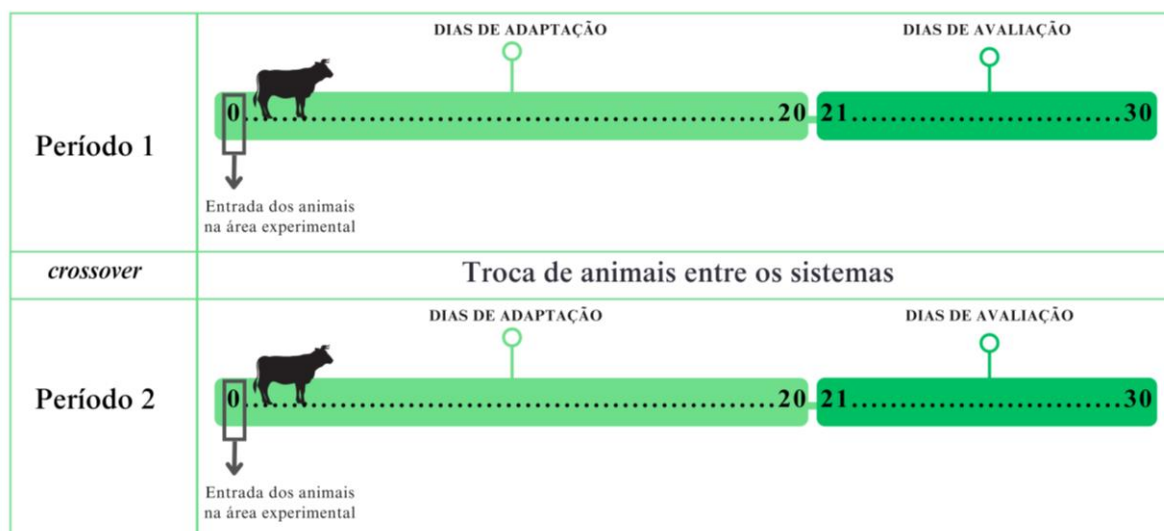 DIAS DE ADAPTAÇÃO
DIAS DE AVALIAÇÃO
0...........................................................20
21.............................30
Período 1
Entrada dos animais
na área experimental
crossover
Troca de animais entre os sistemas
DIAS DE ADAPTAÇÃO
DIAS DE AVALIAÇÃO
0...........................................................20
21.............................30
Período 2
Entrada dos animais
na área experimental